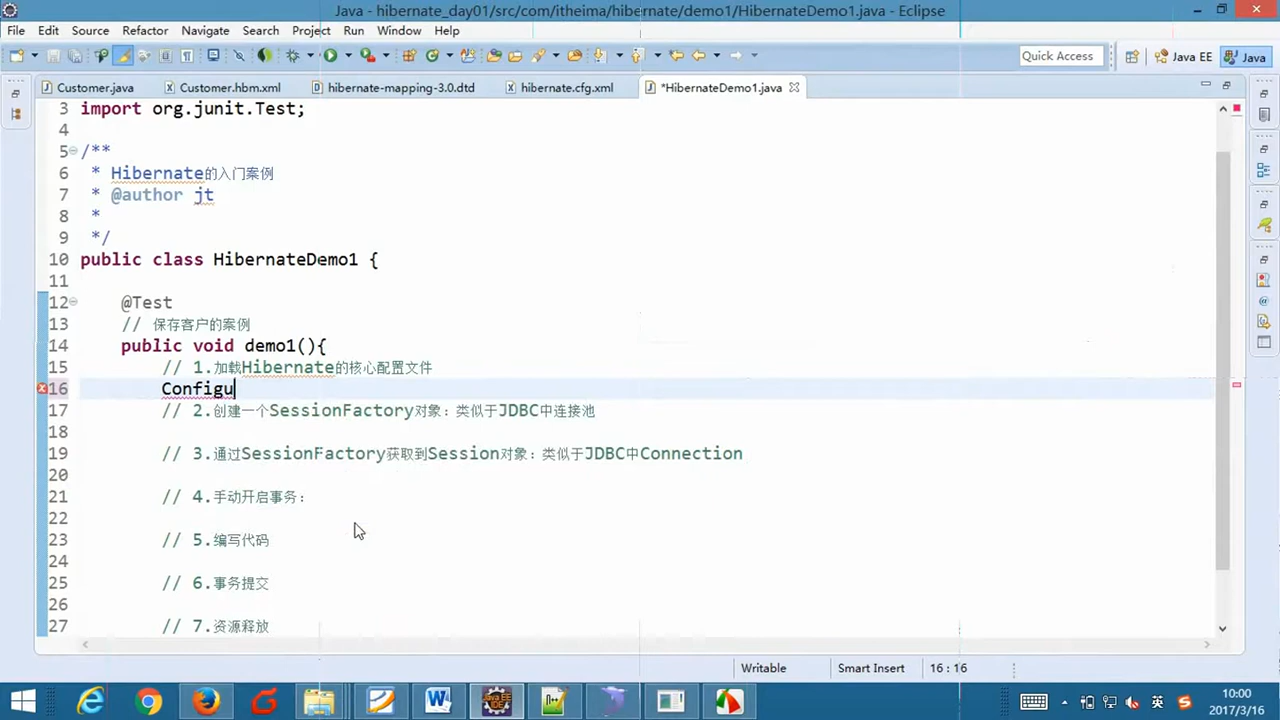 Java - hibernate_day01/src/com/itheima/hibernate/demo1/HibernateDemo1.java - Eclipse
File Edit Source Refactor Navigate Search Project Run Window Help
Quick Access Java EE Java
Customer.java Customer.hbm.xml hibernate-mapping-3.0.dtd hibernate.cfg.xml *HibernateDemo1.java
3 import org.junit.Test;
4
5 /**
6 * Hibernate的入门案例
7 * @author jt
8 *
9 */
10 public class HibernateDemo1 {
11
12 @Test
13 // 保存客户的案例
14 public void demo1(){
15 // 1.加载Hibernate的核心配置文件
16 Configu
17 // 2.创建一个SessionFactory对象：类似于JDBC中连接池
18
19 // 3.通过SessionFactory获取到Session对象：类似于JDBC中Connection
20
21 // 4.手动开启事务：
22
23 // 5.编写代码
24
25 // 6.事务提交
26
27 // 7.资源释放
Writable Smart Insert 16 : 16
英 10:00
2017/3/16